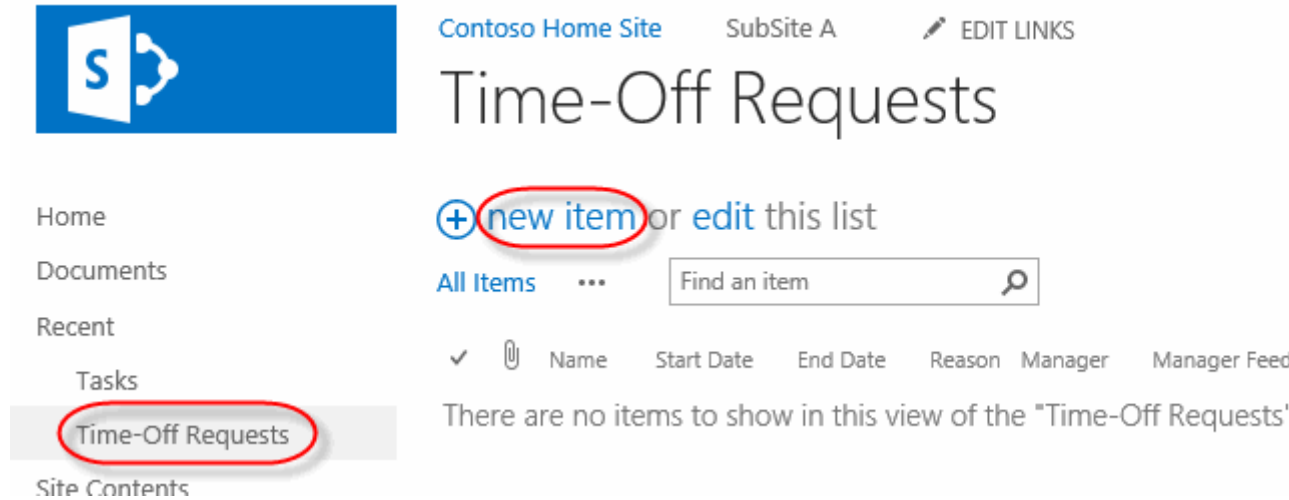 S
Contoso Home Site SubSite A EDIT LINKS
Time-Off Requests
Home
Documents
Recent
Tasks
Time-Off Requests
Site Contents
new item or edit this list
All Items ••• Find an item
Name Start Date End Date Reason Manager Manager Feed
There are no items to show in this view of the "Time-Off Requests"